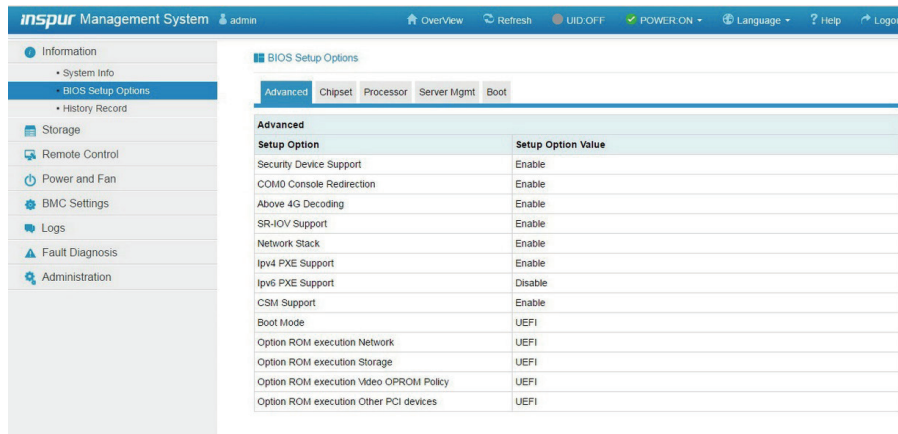 inspur Management System admin OverView Refresh UID:OFF POWER:ON Language ? Help Logou
Information
• System Info
• BIOS Setup Options
• History Record
Storage
Remote Control
Power and Fan
BMC Settings
Logs
Fault Diagnosis
Administration
BIOS Setup Options
Advanced Chipset Processor Server Mgmt Boot
Advanced
Setup Option Setup Option Value
Security Device Support Enable
COM0 Console Redirection Enable
Above 4G Decoding Enable
SR-IOV Support Enable
Network Stack Enable
Ipv4 PXE Support Enable
Ipv6 PXE Support Disable
CSM Support Enable
Boot Mode UEFI
Option ROM execution Network UEFI
Option ROM execution Storage UEFI
Option ROM execution Video OPROM Policy UEFI
Option ROM execution Other PCI devices UEFI